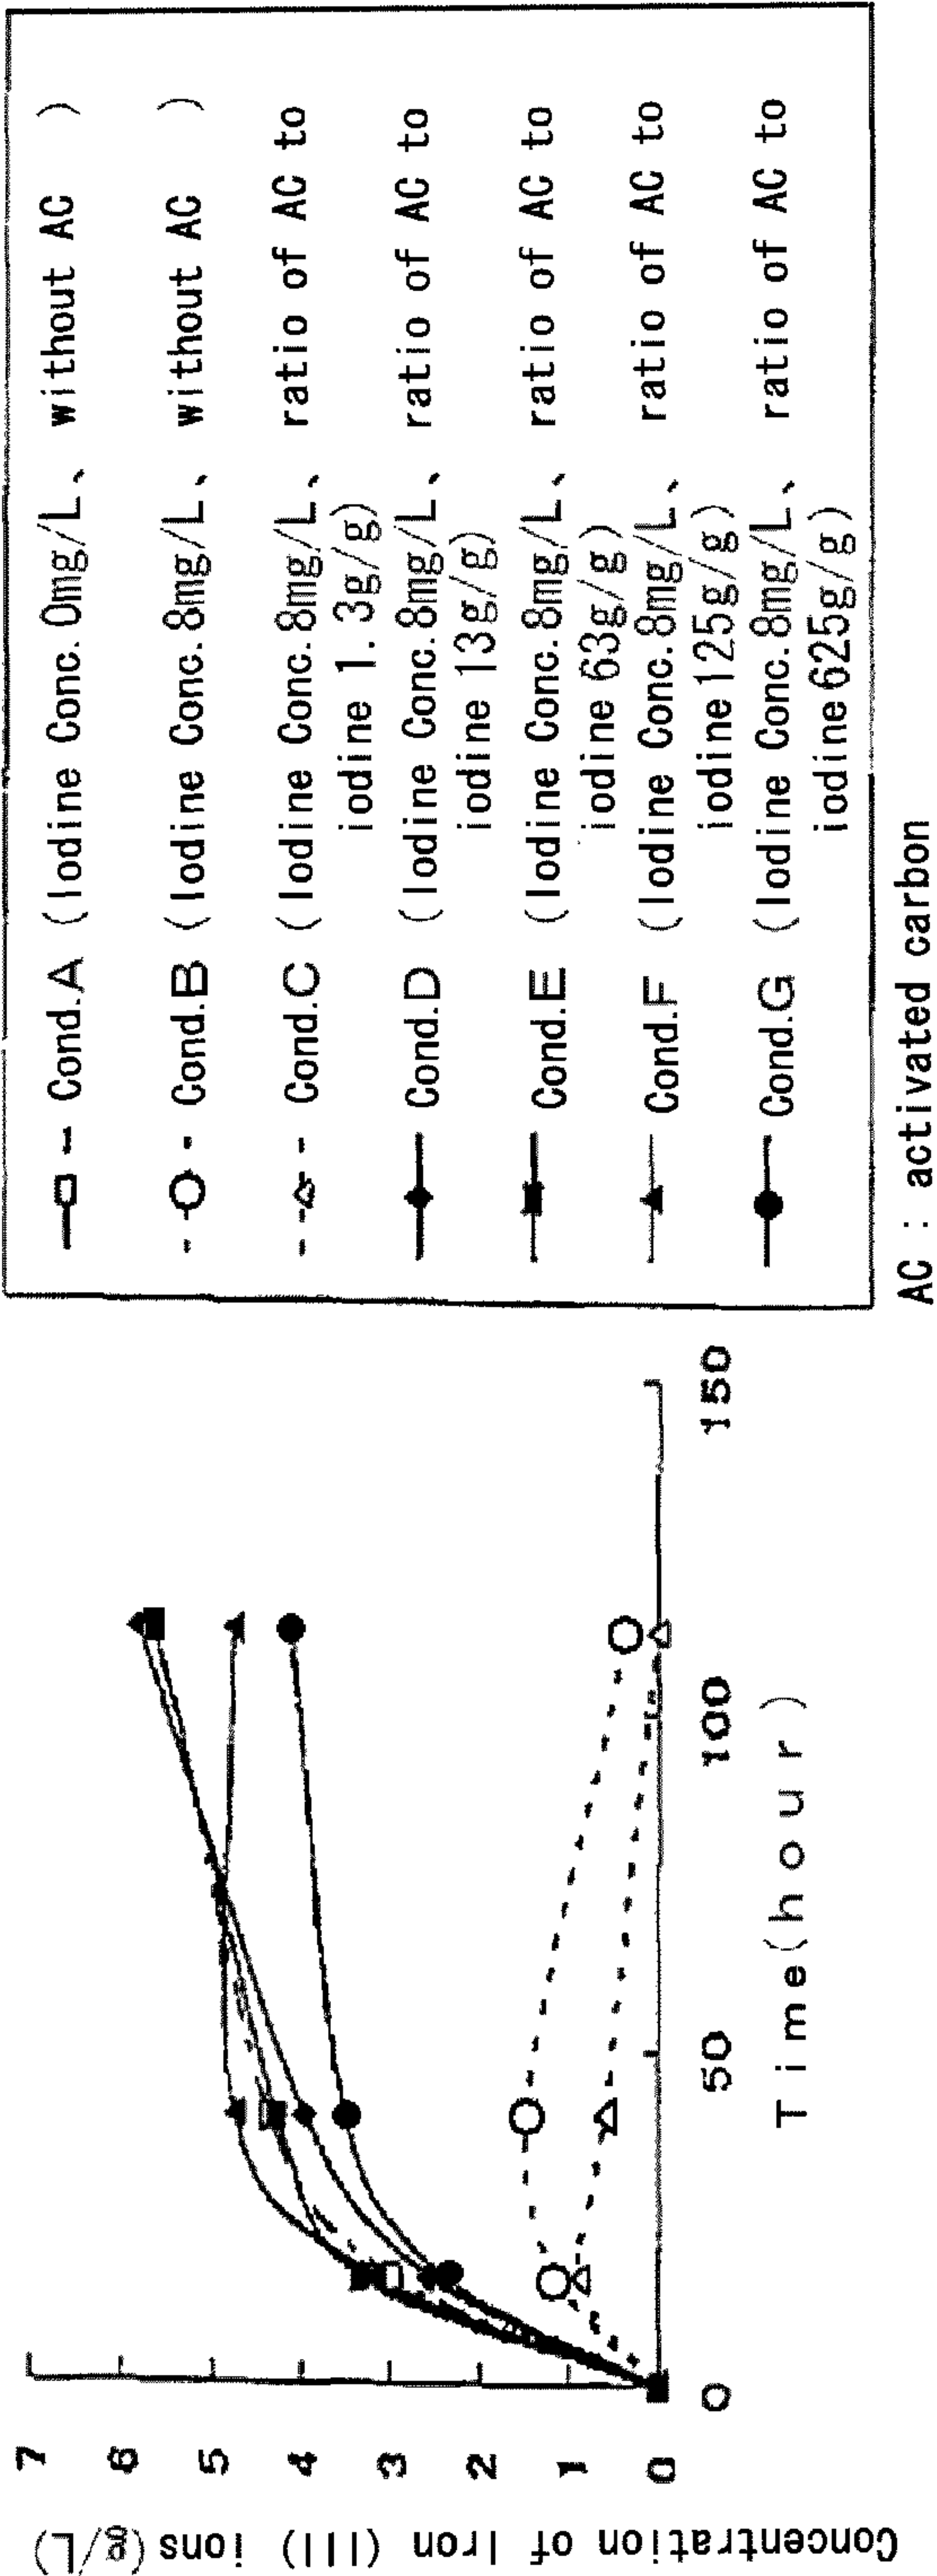 Concentration of Iron (III) ions (g/L)
7
6
5
4
3
2
1
0
0
50
100
150
Time(hour)
Cond.A (Iodine Conc. 0mg/L、 without AC )
Cond.B (Iodine Conc. 8mg/L、 without AC )
Cond.C (Iodine Conc. 8mg/L、 ratio of AC to
iodine 1.3g/g)
Cond.D (Iodine Conc. 8mg/L、 ratio of AC to
iodine 13g/g)
Cond.E (Iodine Conc. 8mg/L、 ratio of AC to
iodine 63g/g)
Cond.F (Iodine Conc. 8mg/L、 ratio of AC to
iodine 125g/g)
Cond.G (Iodine Conc. 8mg/L、 ratio of AC to
iodine 625g/g)
AC : activated carbon